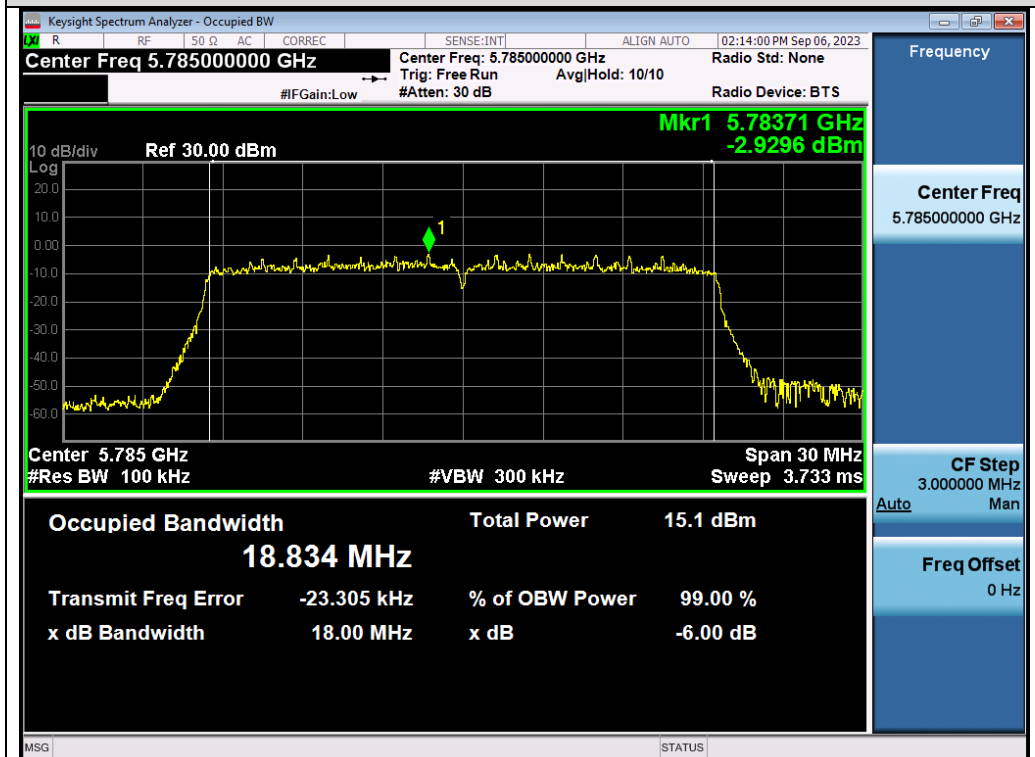 Keysight Spectrum Analyzer - Occupied BW
LXI R RF 50 Ω AC CORREC SENSE:INT ALIGN AUTO 02:14:00 PM Sep 06, 2023
Center Freq 5.785000000 GHz
Center Freq: 5.785000000 GHz
Radio Std: None
Trig: Free Run Avg|Hold: 10/10
#IFGain:Low
#Atten: 30 dB
Radio Device: BTS
Frequency
Mkr1 5.78371 GHz
-2.9296 dBm
10 dB/div Ref 30.00 dBm
Log
20.0
10.0
0.00
-10.0
-20.0
-30.0
-40.0
-50.0
-60.0
1
Center 5.785 GHz
Span 30 MHz
#Res BW 100 kHz
#VBW 300 kHz
Sweep 3.733 ms
Occupied Bandwidth
Total Power 15.1 dBm
18.834 MHz
Transmit Freq Error -23.305 kHz
% of OBW Power 99.00 %
x dB Bandwidth 18.00 MHz
x dB -6.00 dB
Center Freq
5.785000000 GHz
CF Step
3.000000 MHz
Auto Man
Freq Offset
0 Hz
MSG
STATUS